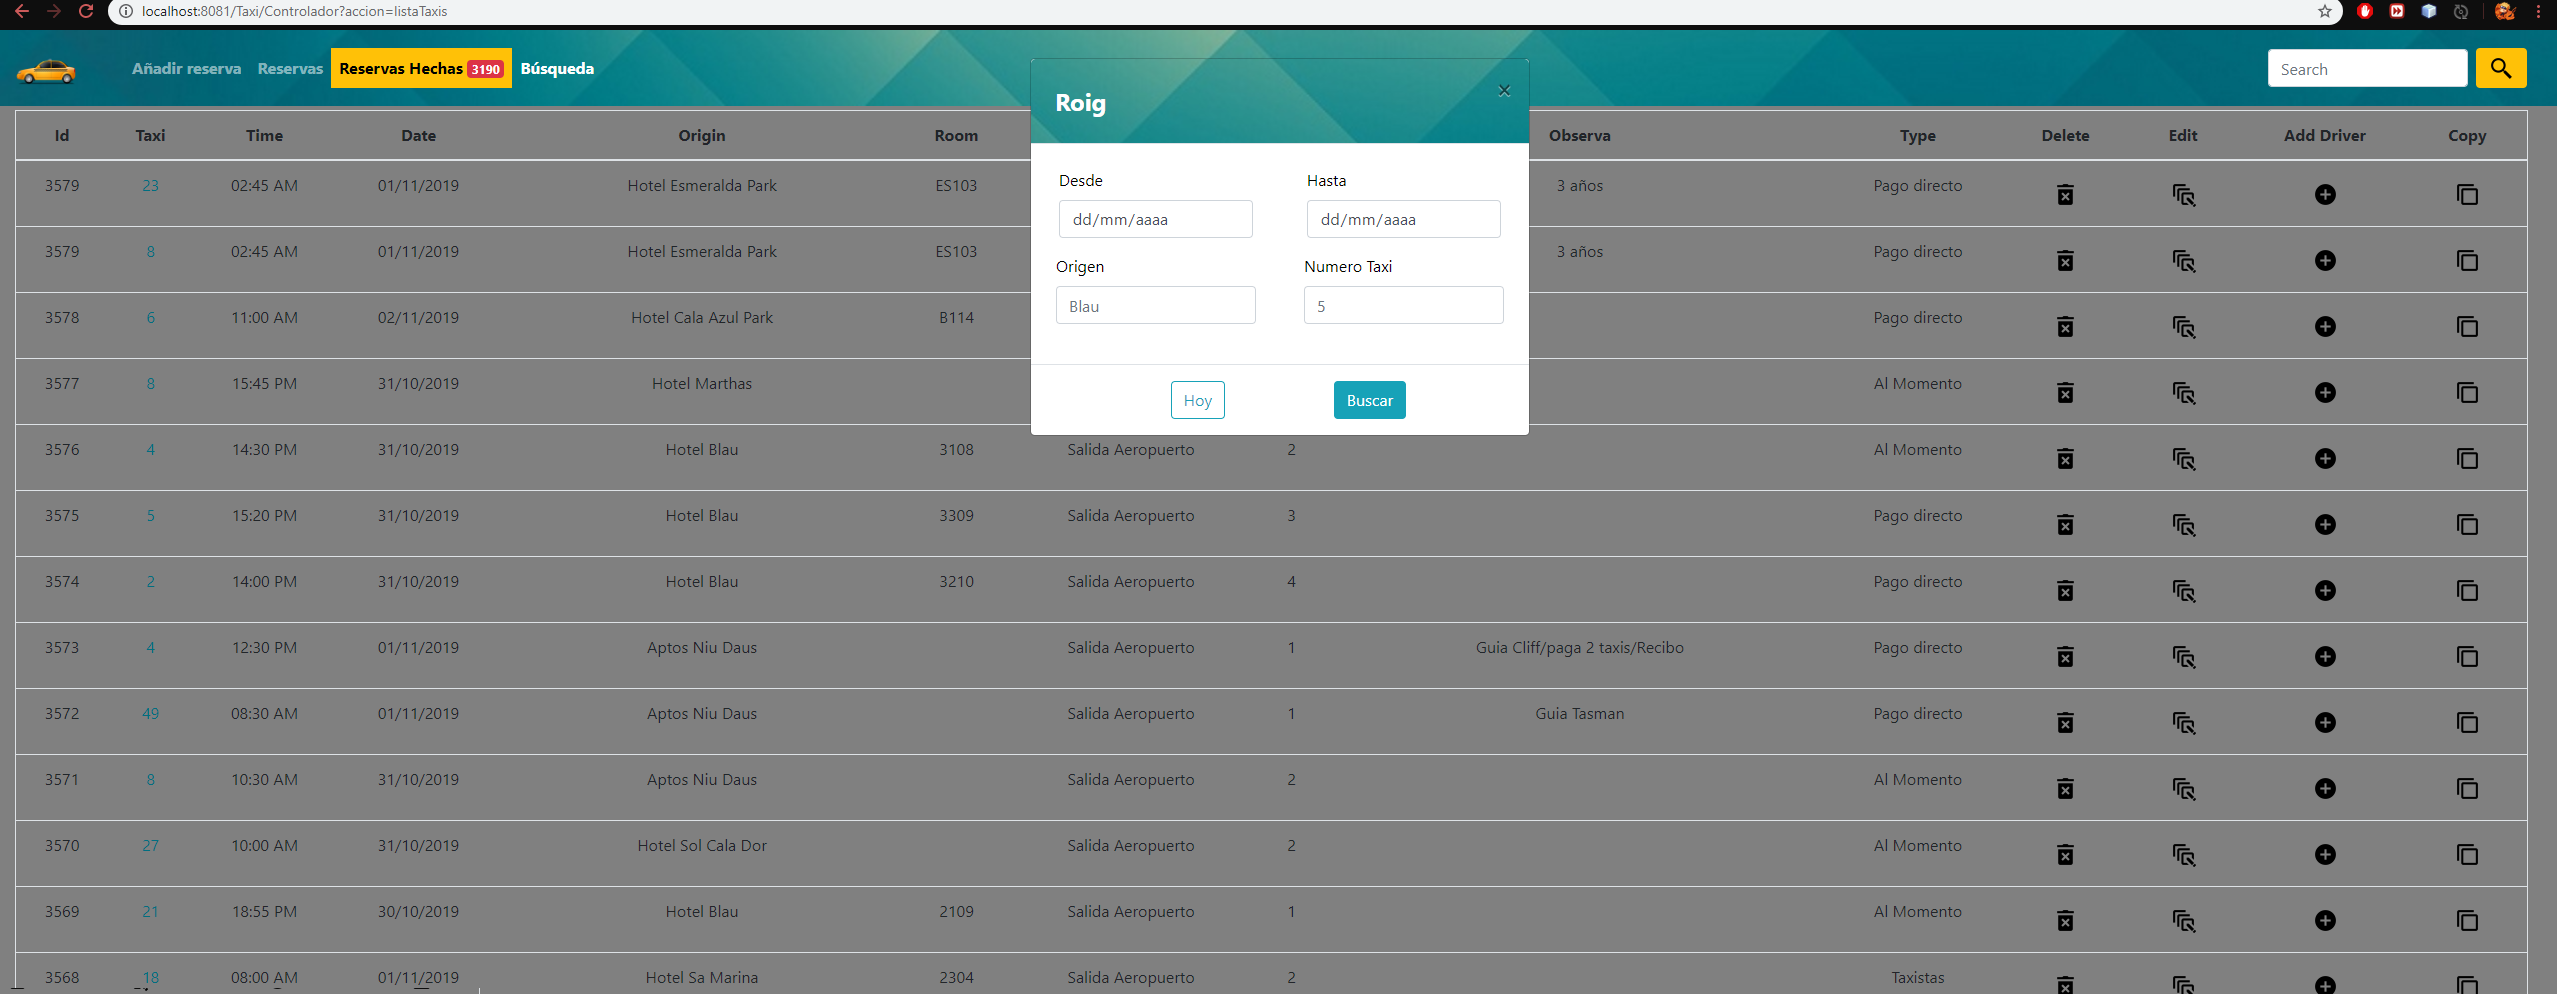 localhost:8081/Taxi/Controlador?accion=listaTaxis
Añadir reserva Reservas Reservas Hechas 3190 Búsqueda Search
Id Taxi Time Date Origin Room Observa Type Delete Edit Add Driver Copy
3579 23 02:45 AM 01/11/2019 Hotel Esmeralda Park ES103 3 años Pago directo
3579 8 02:45 AM 01/11/2019 Hotel Esmeralda Park ES103 3 años Pago directo
3578 6 11:00 AM 02/11/2019 Hotel Cala Azul Park B114 Pago directo
3577 8 15:45 PM 31/10/2019 Hotel Marthas Al Momento
3576 4 14:30 PM 31/10/2019 Hotel Blau 3108 Salida Aeropuerto 2 Al Momento
3575 5 15:20 PM 31/10/2019 Hotel Blau 3309 Salida Aeropuerto 3 Pago directo
3574 2 14:00 PM 31/10/2019 Hotel Blau 3210 Salida Aeropuerto 4 Pago directo
3573 4 12:30 PM 01/11/2019 Aptos Niu Daus Salida Aeropuerto 1 Guia Cliff/paga 2 taxis/Recibo Pago directo
3572 49 08:30 AM 01/11/2019 Aptos Niu Daus Salida Aeropuerto 1 Guia Tasman Pago directo
3571 8 10:30 AM 31/10/2019 Aptos Niu Daus Salida Aeropuerto 2 Al Momento
3570 27 10:00 AM 31/10/2019 Hotel Sol Cala Dor Salida Aeropuerto 2 Al Momento
3569 21 18:55 PM 30/10/2019 Hotel Blau 2109 Salida Aeropuerto 1 Al Momento
3568 18 08:00 AM 01/11/2019 Hotel Sa Marina 2304 Salida Aeropuerto 2 Taxistas
Roig ×
Desde Hasta
dd/mm/aaaa dd/mm/aaaa
Origen Numero Taxi
Blau 5
Hoy Buscar